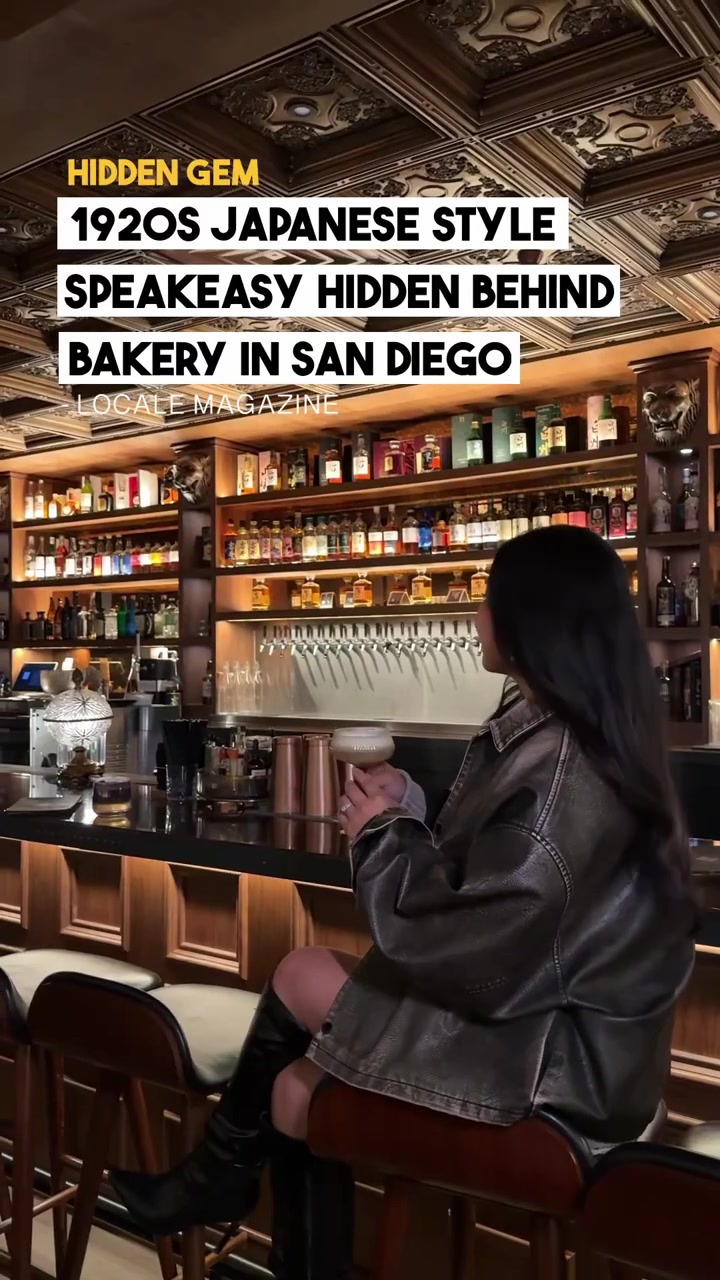 HIDDEN GEM
1920S JAPANESE STYLE
SPEAKEASY HIDDEN BEHIND
BAKERY IN SAN DIEGO
- LOCALE MAGAZINE